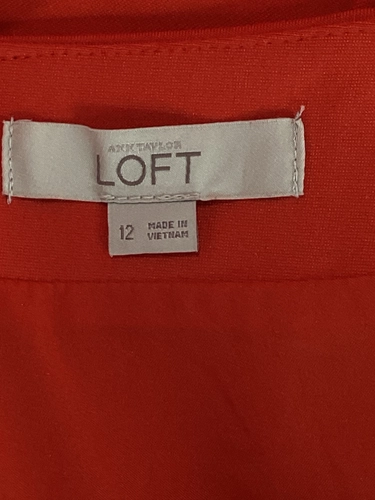 ANN TAYLOR
LOFT
12
MADE IN
VIETNAM